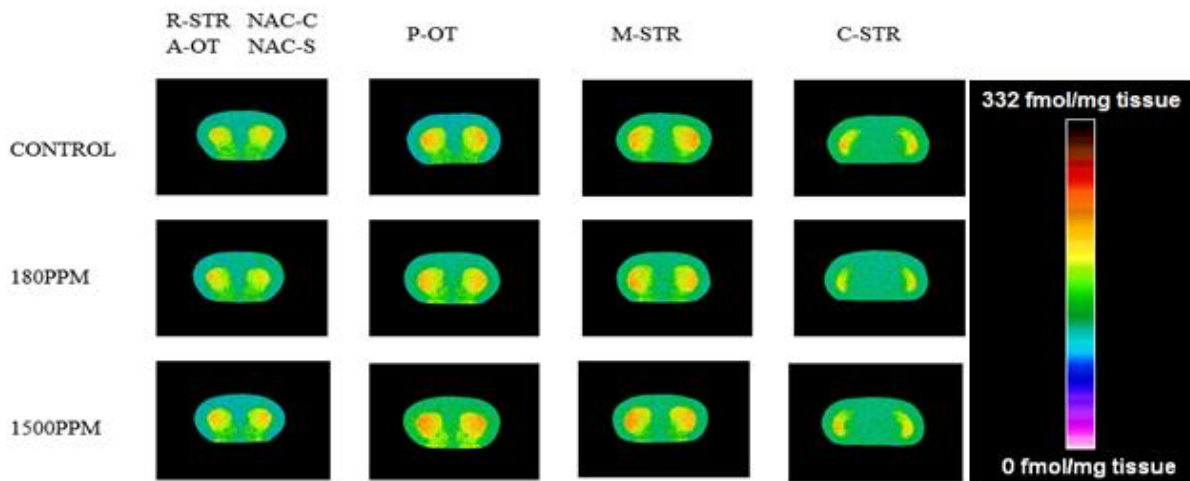 R-STR NAC-C
A-OT NAC-S
P-OT
M-STR
C-STR
332 fmol/mg tissue
CONTROL
180PPM
1500PPM
0 fmol/mg tissue